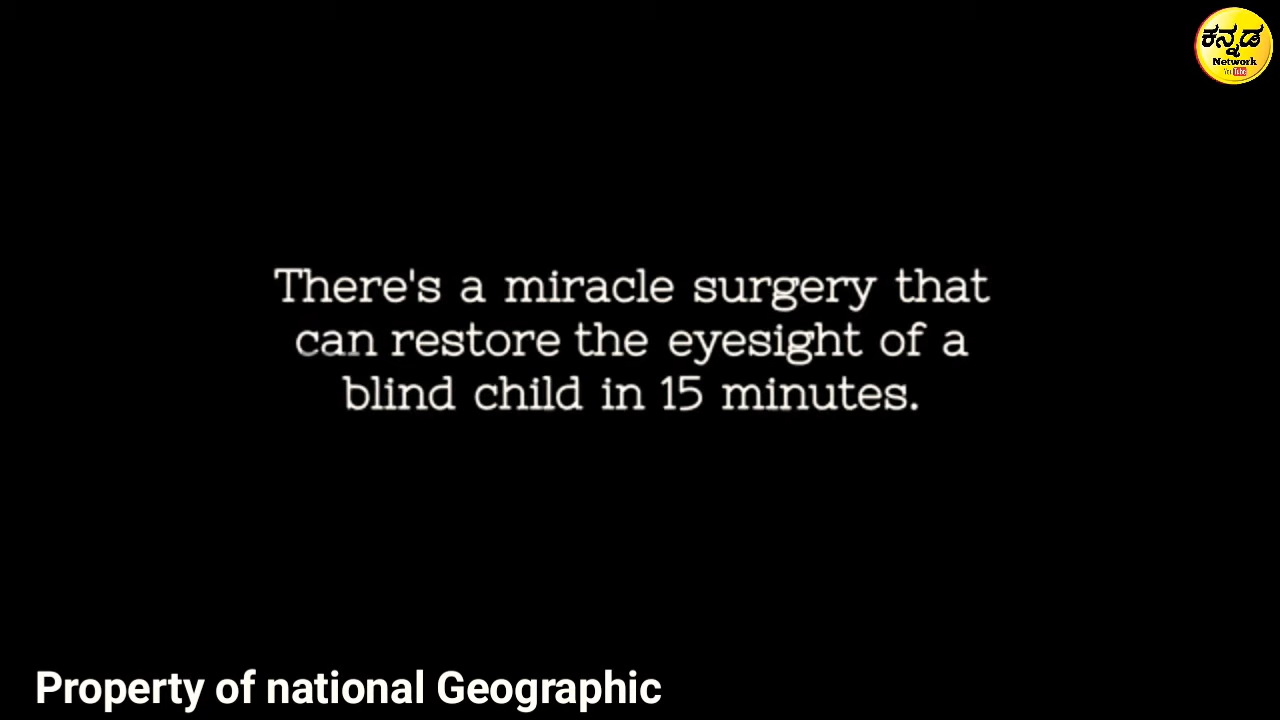 ಕನ್ನಡ
Network
YouTube
There's a miracle surgery that
can restore the eyesight of a
blind child in 15 minutes.
Property of national Geographic